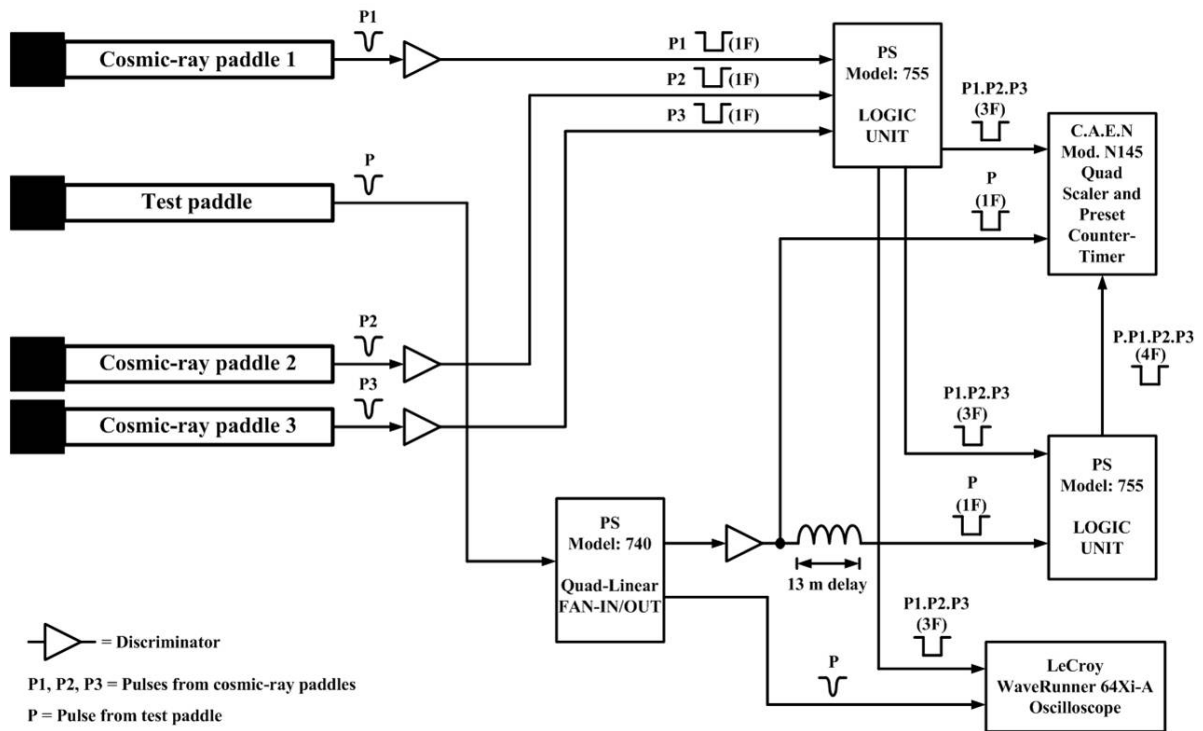 P1
Cosmic-ray paddle 1
P1 (1F)
P2 (1F)
P3 (1F)
PS
Model: 755
LOGIC
UNIT
P1.P2.P3
(3F)
C.A.E.N
Mod. N145
Quad
Scaler and
Preset
Counter-
Timer
P
Test paddle
P
(1F)
P2
Cosmic-ray paddle 2
P3
Cosmic-ray paddle 3
P.P1.P2.P3
(4F)
P1.P2.P3
(3F)
P
(1F)
PS
Model: 755
LOGIC
UNIT
PS
Model: 740
Quad-Linear
FAN-IN/OUT
13 m delay
P1.P2.P3
(3F)
P
LeCroy
WaveRunner 64Xi-A
Oscilloscope
= Discriminator
P1, P2, P3 = Pulses from cosmic-ray paddles
P = Pulse from test paddle